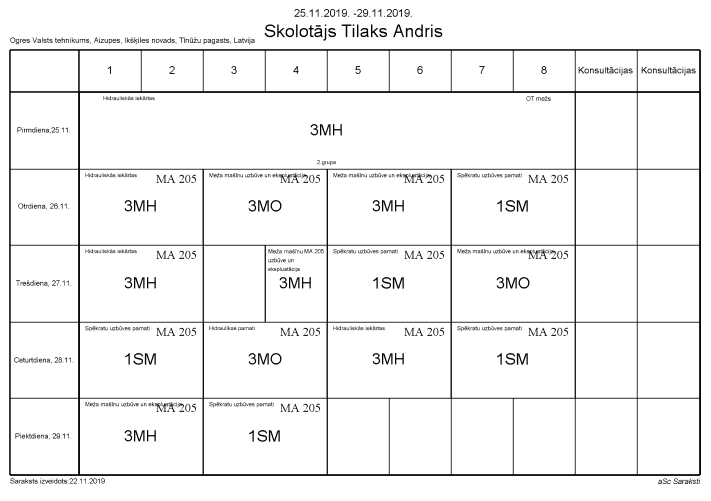 25.11.2019. -29.11.2019.
Skolotājs Tilaks Andris
Ogres Valsts tehnikums, Aizupes, Ikšķiles novads, Tīnūžu pagasts, Latvija
1 2 3 4 5 6 7 8 Konsultācijas Konsultācijas
Hidrauliskās iekārtas OT mežs
Pirmdiena,25.11. 3MH
2.grupa
Hidrauliskās iekārtas MA 205 Meža mašīnu uzbūve un ekspluatācija MA 205 Meža mašīnu uzbūve un ekspluatācija MA 205 Spēkratu uzbūves pamati MA 205
Otrdiena, 26.11. 3MH 3MO 3MH 1SM
Hidrauliskās iekārtas MA 205 Meža mašīnu MA 205 Spēkratu uzbūves pamati MA 205 Meža mašīnu uzbūve un ekspluatācija MA 205
uzbūve un
ekspluatācija
Trešdiena, 27.11. 3MH 3MH 1SM 3MO
Spēkratu uzbūves pamati MA 205 Hidraulikas pamati MA 205 Hidrauliskās iekārtas MA 205 Spēkratu uzbūves pamati MA 205
Ceturtdiena, 28.11. 1SM 3MO 3MH 1SM
Meža mašīnu uzbūve un ekspluatācija MA 205 Spēkratu uzbūves pamati MA 205
Piektdiena, 29.11. 3MH 1SM
Saraksts izveidots:22.11.2019 aSc Saraksti